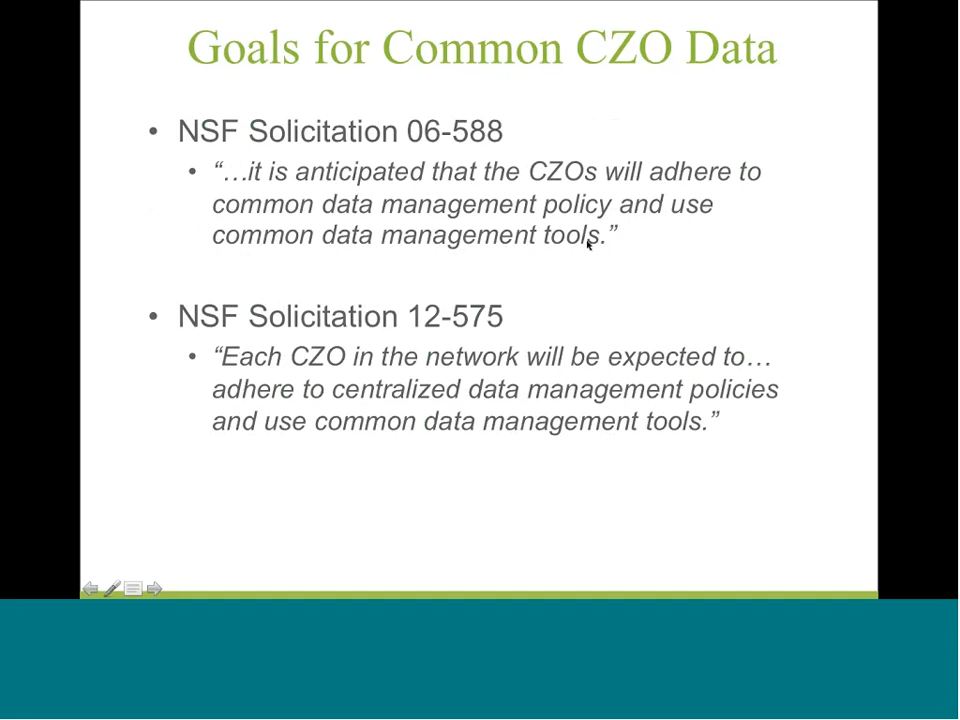 Goals for Common CZO Data
• NSF Solicitation 06-588
• “…it is anticipated that the CZOs will adhere to
common data management policy and use
common data management tools.”
• NSF Solicitation 12-575
• “Each CZO in the network will be expected to…
adhere to centralized data management policies
and use common data management tools.”